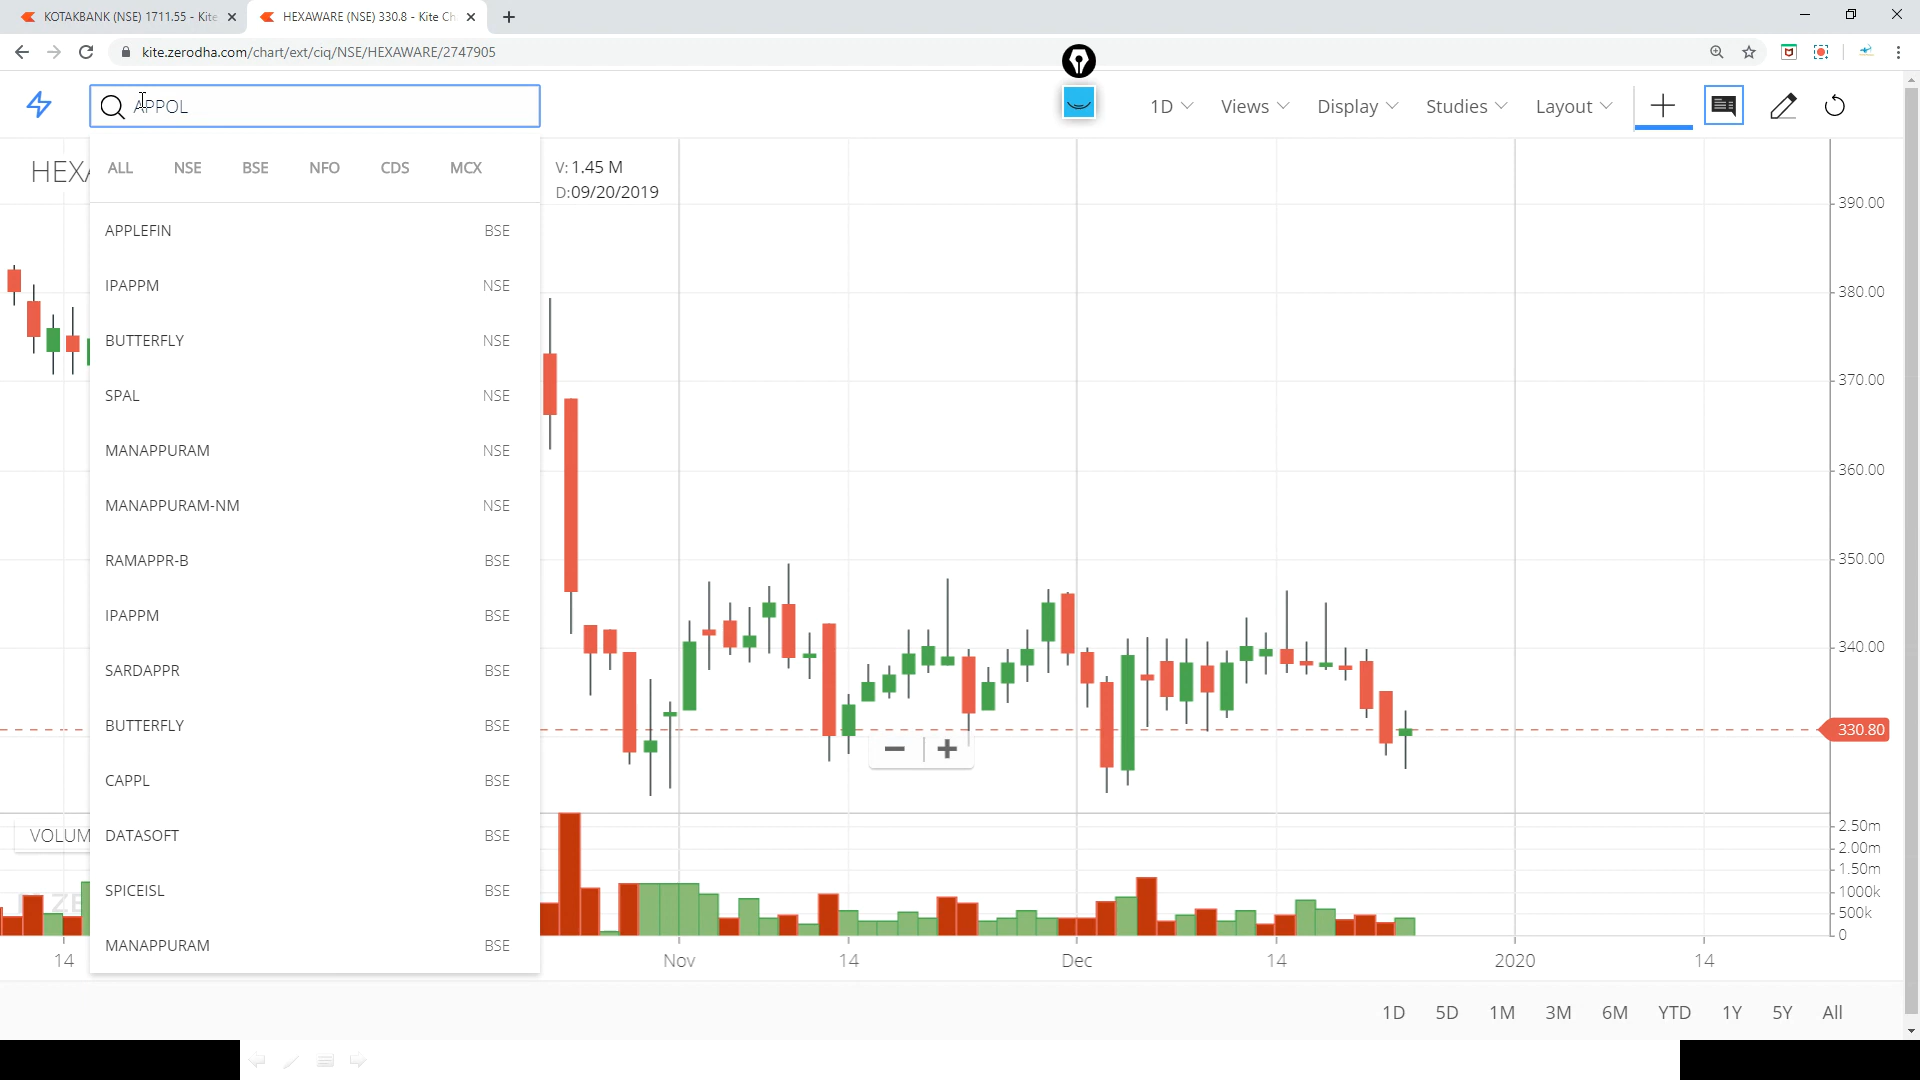 KOTAKBANK (NSE) 1711.55 - Kite
HEXAWARE (NSE) 330.8 - Kite Ch
kite.zerodha.com/chart/ext/ciq/NSE/HEXAWARE/2747905
APPOL
1D
Views
Display
Studies
Layout
ALL NSE BSE NFO CDS MCX
HEXA
V: 1.45 M
D:09/20/2019
APPLEFIN BSE
IPAPPM NSE
BUTTERFLY NSE
SPAL NSE
MANAPPURAM NSE
MANAPPURAM-NM NSE
RAMAPPR-B BSE
IPAPPM BSE
SARDAPPR BSE
BUTTERFLY BSE
CAPPL BSE
DATASOFT BSE
SPICEISL BSE
MANAPPURAM BSE
390.00
380.00
370.00
360.00
350.00
340.00
330.80
VOLUM
ZE
2.50m
2.00m
1.50m
1000k
500k
0
14 Nov 14 Dec 14 2020 14
1D 5D 1M 3M 6M YTD 1Y 5Y All